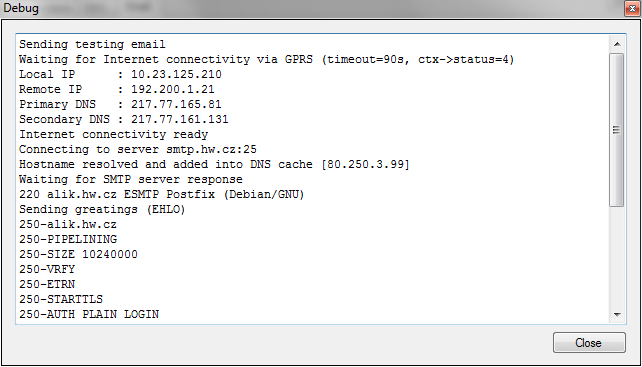 Debug
Sending testing email
Waiting for Internet connectivity via GPRS (timeout=90s, ctx->status=4)
Local IP      : 10.23.125.210
Remote IP     : 192.200.1.21
Primary DNS   : 217.77.165.81
Secondary DNS : 217.77.161.131
Internet connectivity ready
Connecting to server smtp.hw.cz:25
Hostname resolved and added into DNS cache [80.250.3.99]
Waiting for SMTP server response
220 alik.hw.cz ESMTP Postfix (Debian/GNU)
Sending greatings (EHLO)
250-alik.hw.cz
250-PIPELINING
250-SIZE 10240000
250-VRFY
250-ETRN
250-STARTTLS
250-AUTH PLAIN LOGIN
Close